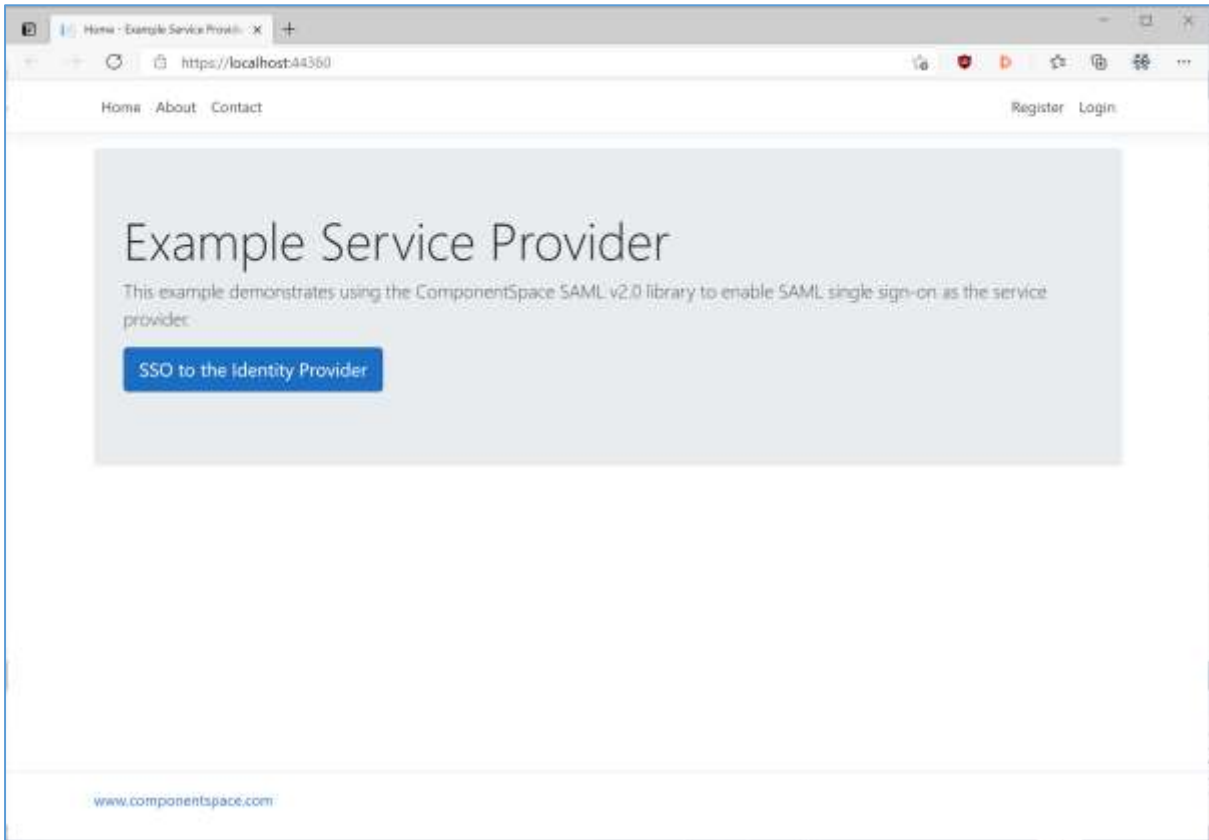 Home - Example Service Provid
https://localhost:44360
Home About Contact
Register Login
Example Service Provider
This example demonstrates using the ComponentSpace SAML v2.0 library to enable SAML single sign-on as the service
provider.
SSO to the Identity Provider
www.componentspace.com